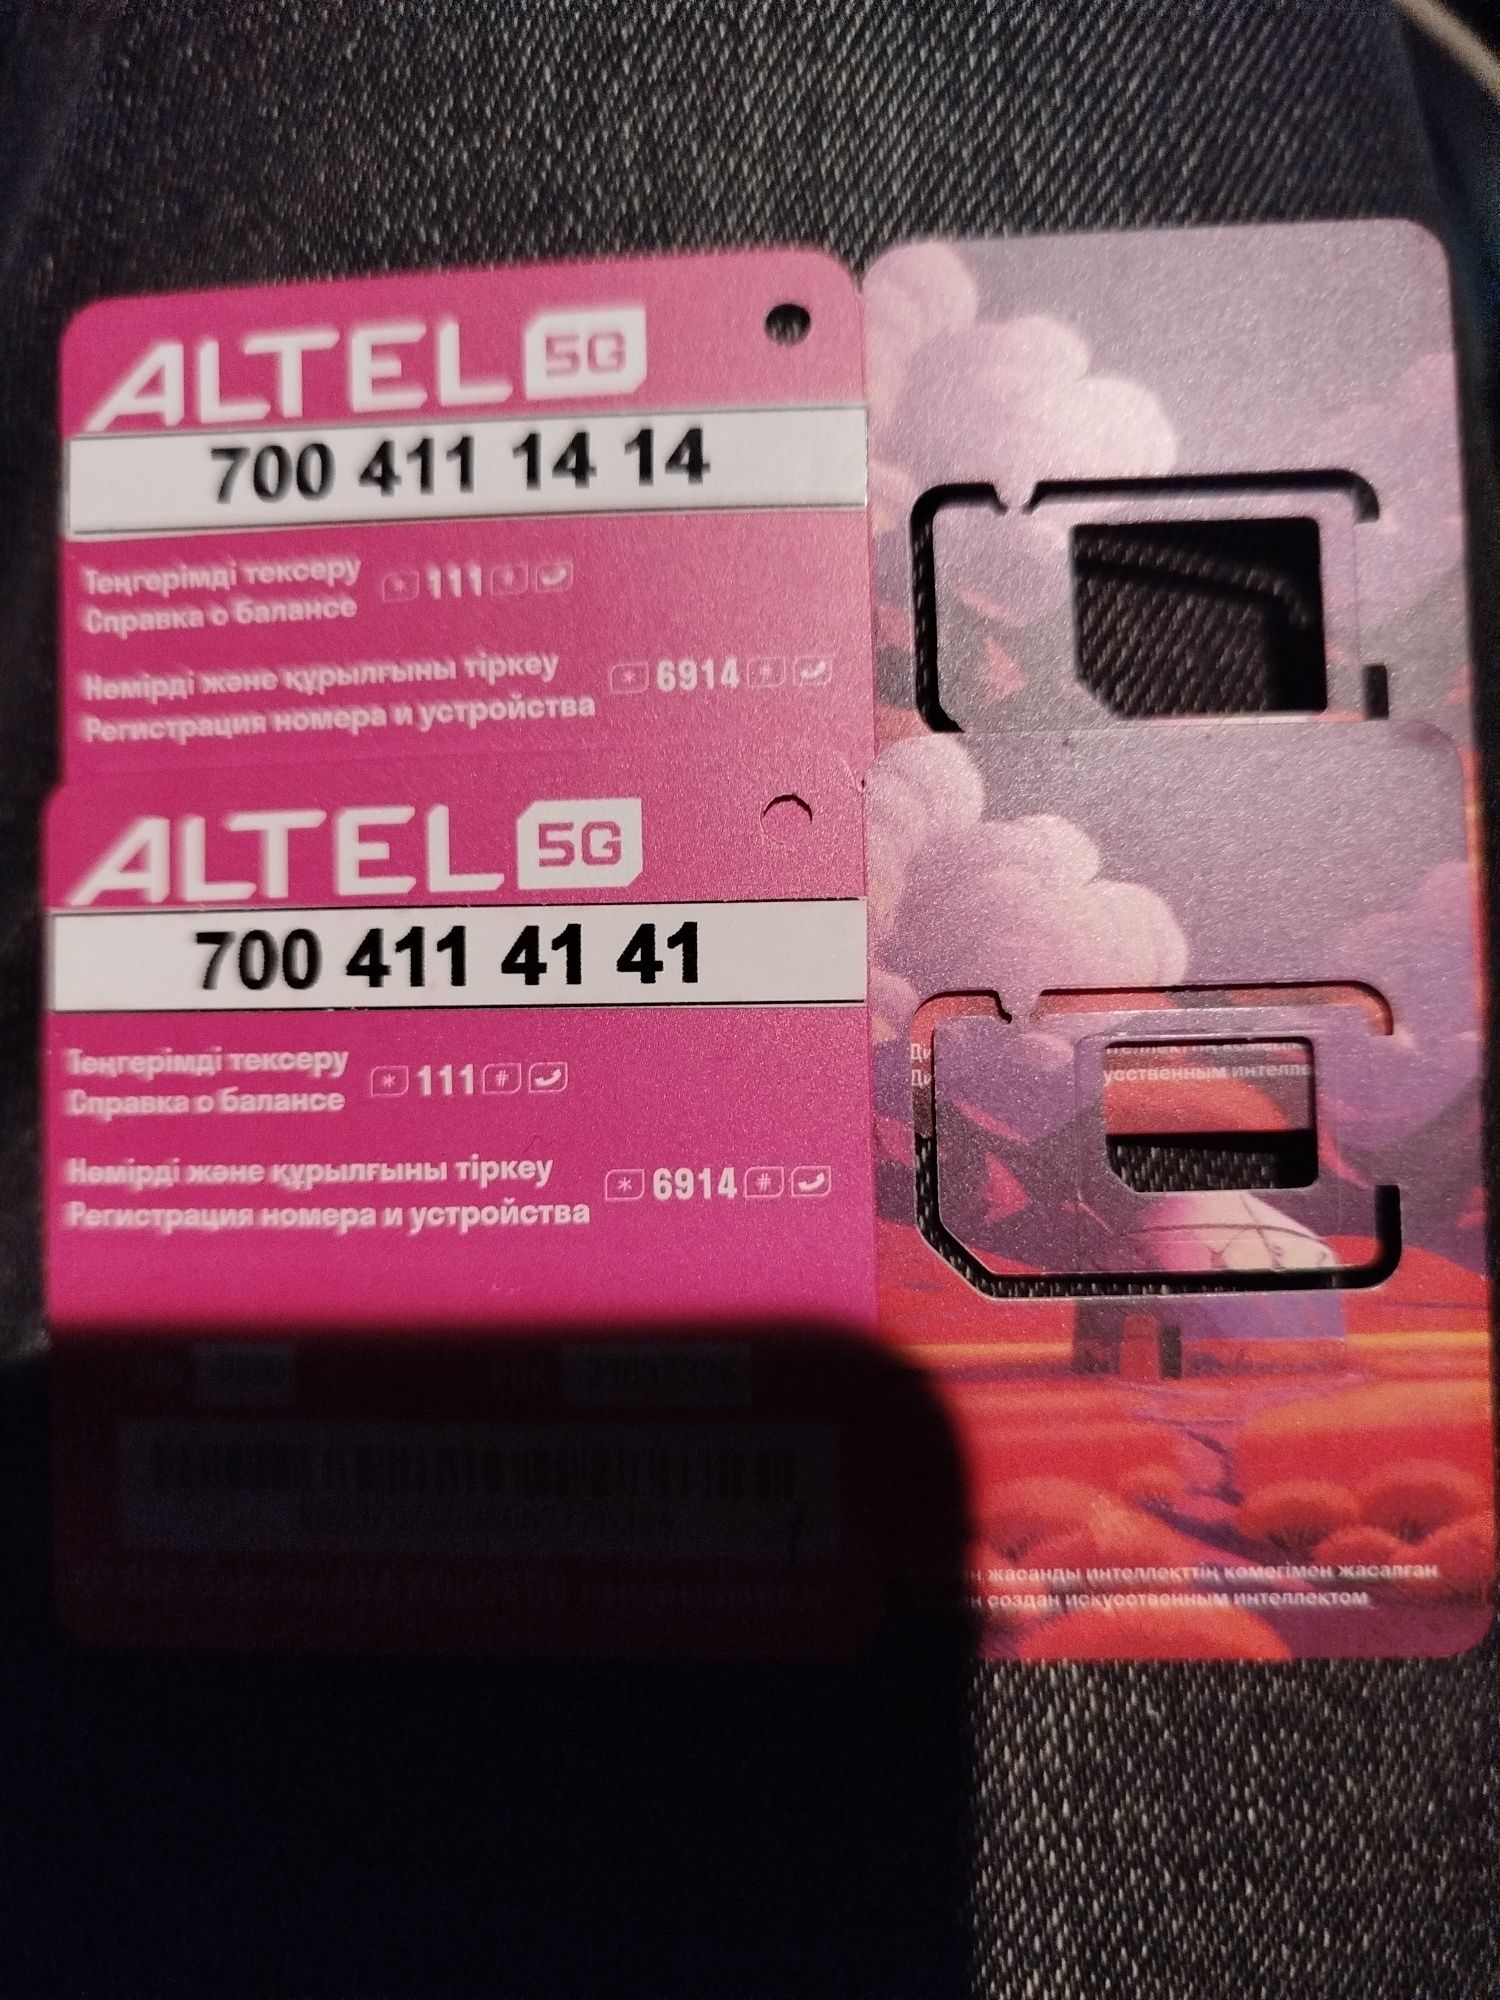 ALTEL 5G
700 411 14 14
Теңгерімді тексеру
Справка о балансе
* 111 #
Нөмірді және құрылғыны тіркеу
Регистрация номера и устройства
* 6914 #
ALTEL 5G
700 411 41 41
Теңгерімді тексеру
Справка о балансе
* 111 #
Нөмірді және құрылғыны тіркеу
Регистрация номера и устройства
* 6914 #
жасанды интеллекттің көмегімен жасалған
создан искусственным интеллектом